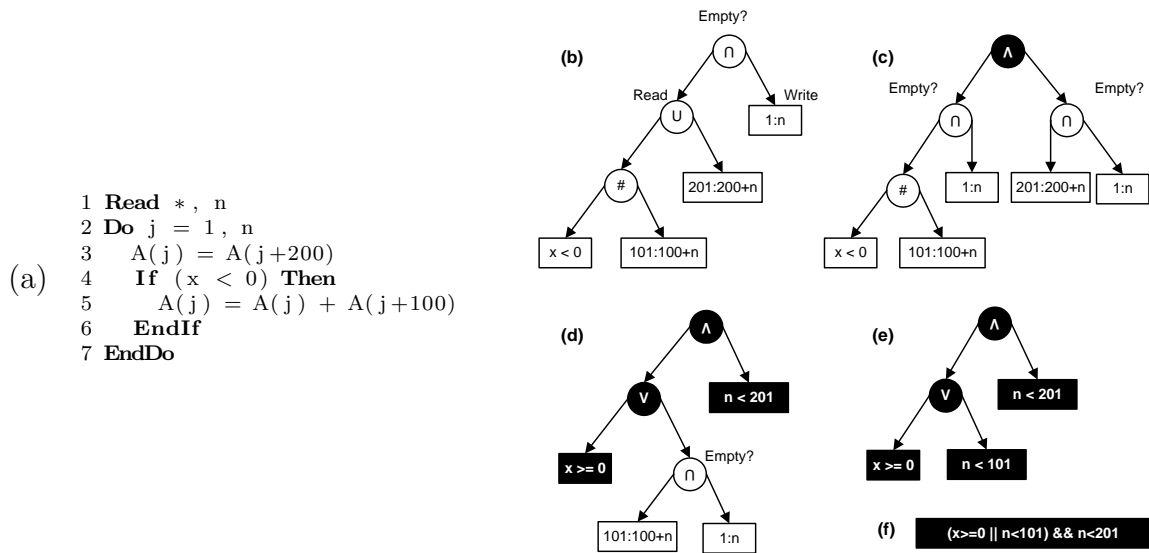 (a)
1 Read *, n
2 Do j = 1, n
3 A(j) = A(j+200)
4 If (x < 0) Then
5 A(j) = A(j) + A(j+100)
6 EndIf
7 EndDo
(b)
Empty?
∩
Read
Write
U
1:n
#
201:200+n
x < 0
101:100+n
(c)
Λ
Empty?
Empty?
∩
∩
#
1:n
201:200+n
1:n
x < 0
101:100+n
(d)
Λ
V
n < 201
x >= 0
Empty?
∩
101:100+n
1:n
(e)
Λ
V
n < 201
x >= 0
n < 101
(f)
(x>=0 || n<101) && n<201